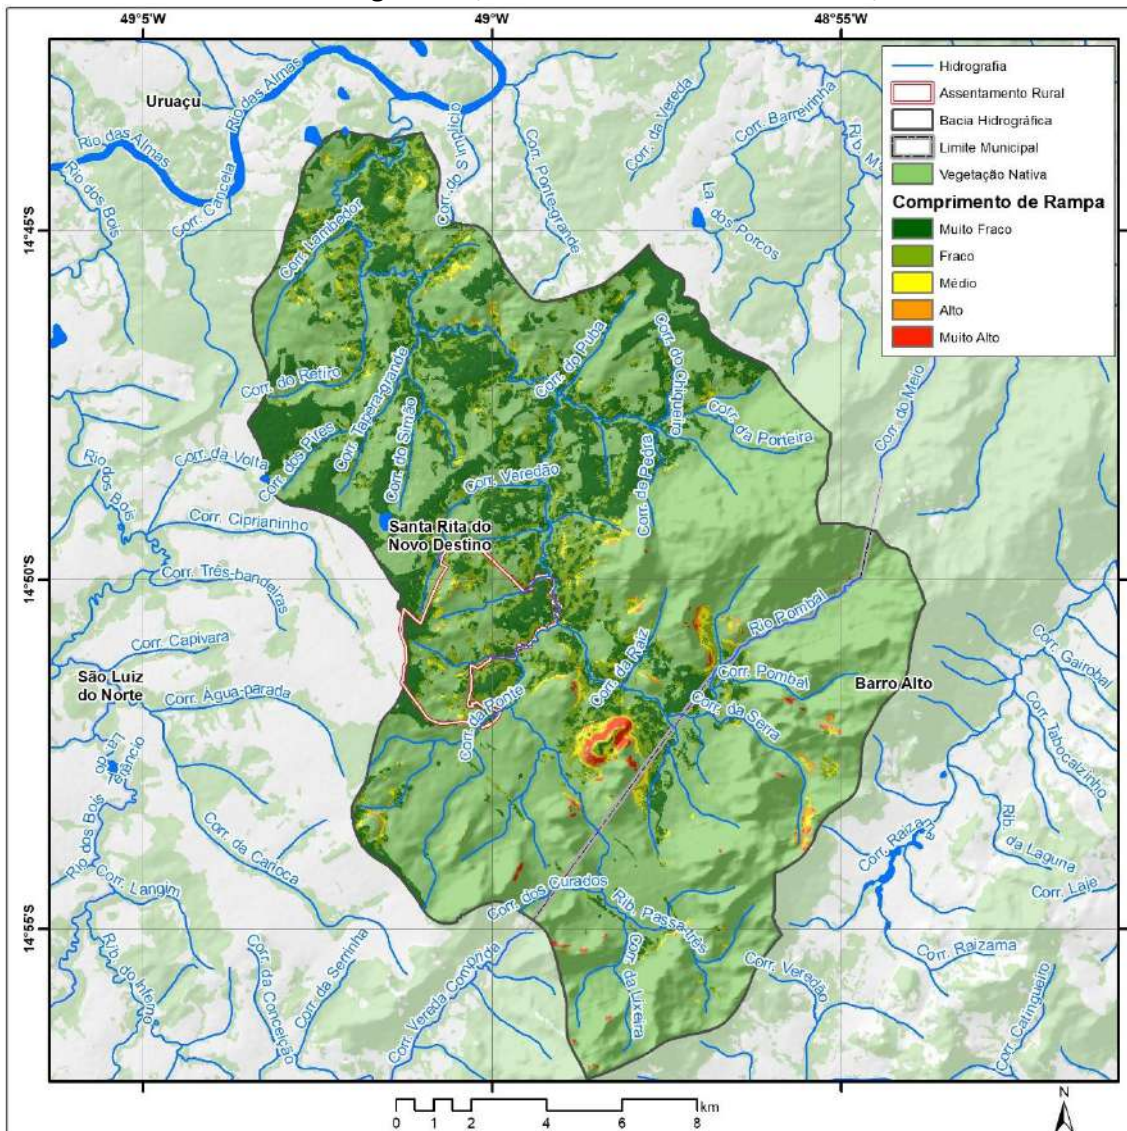 49°5'W
49°W
48°55'W
14°45'S
14°50'S
14°55'S
Hidrografia
Assentamento Rural
Bacia Hidrográfica
Limite Municipal
Vegetação Nativa
Comprimento de Rampa
Muito Fraco
Fraco
Médio
Alto
Muito Alto
Uruaçu
Rio das Almas
Rio das Almas
Rio dos Bois
Corr. Cancela
Corr. do Simplício
Corr. Ponte-grande
Corr. da Vereda
Corr. Barreirinha
Rib. M
La. dos Porcos
Corr. Lambedor
Corr. do Retiro
Corr. Tapera-grande
Corr. do Puba
Corr. do Chiqueiro
Corr. da Porteira
Corr. do Meio
Corr. dos Pires
Corr. do Simão
Corr. da Volta
Rio dos Bois
Corr. Veredão
Corr. de Pedra
Corr. Ciprianinho
Santa Rita do
Novo Destino
Corr. Três-bandeiras
Corr. Capivara
Rio Pombal
Corr. da Raiz
Corr. Pombal
Corr. Gairobal
São Luiz
do Norte
Corr. Água-parada
Corr. da Ponte
Corr. da Serra
Barro Alto
Corr. Tabocalzinho
Rio dos Bois
Corr. da Carioca
Corr. Raizama
Rib. da Laguna
Corr. Laje
Corr. Langim
Corr. dos Curados
Rib. Passa-três
Rib. do Inferno
Corr. da Conceição
Corr. da Serrinha
Corr. Vereda Comprida
Corr. da Lixeira
Corr. Veredão
Corr. Raizama
Corr. Catingueiro
0 1 2 4 6 8 km
N